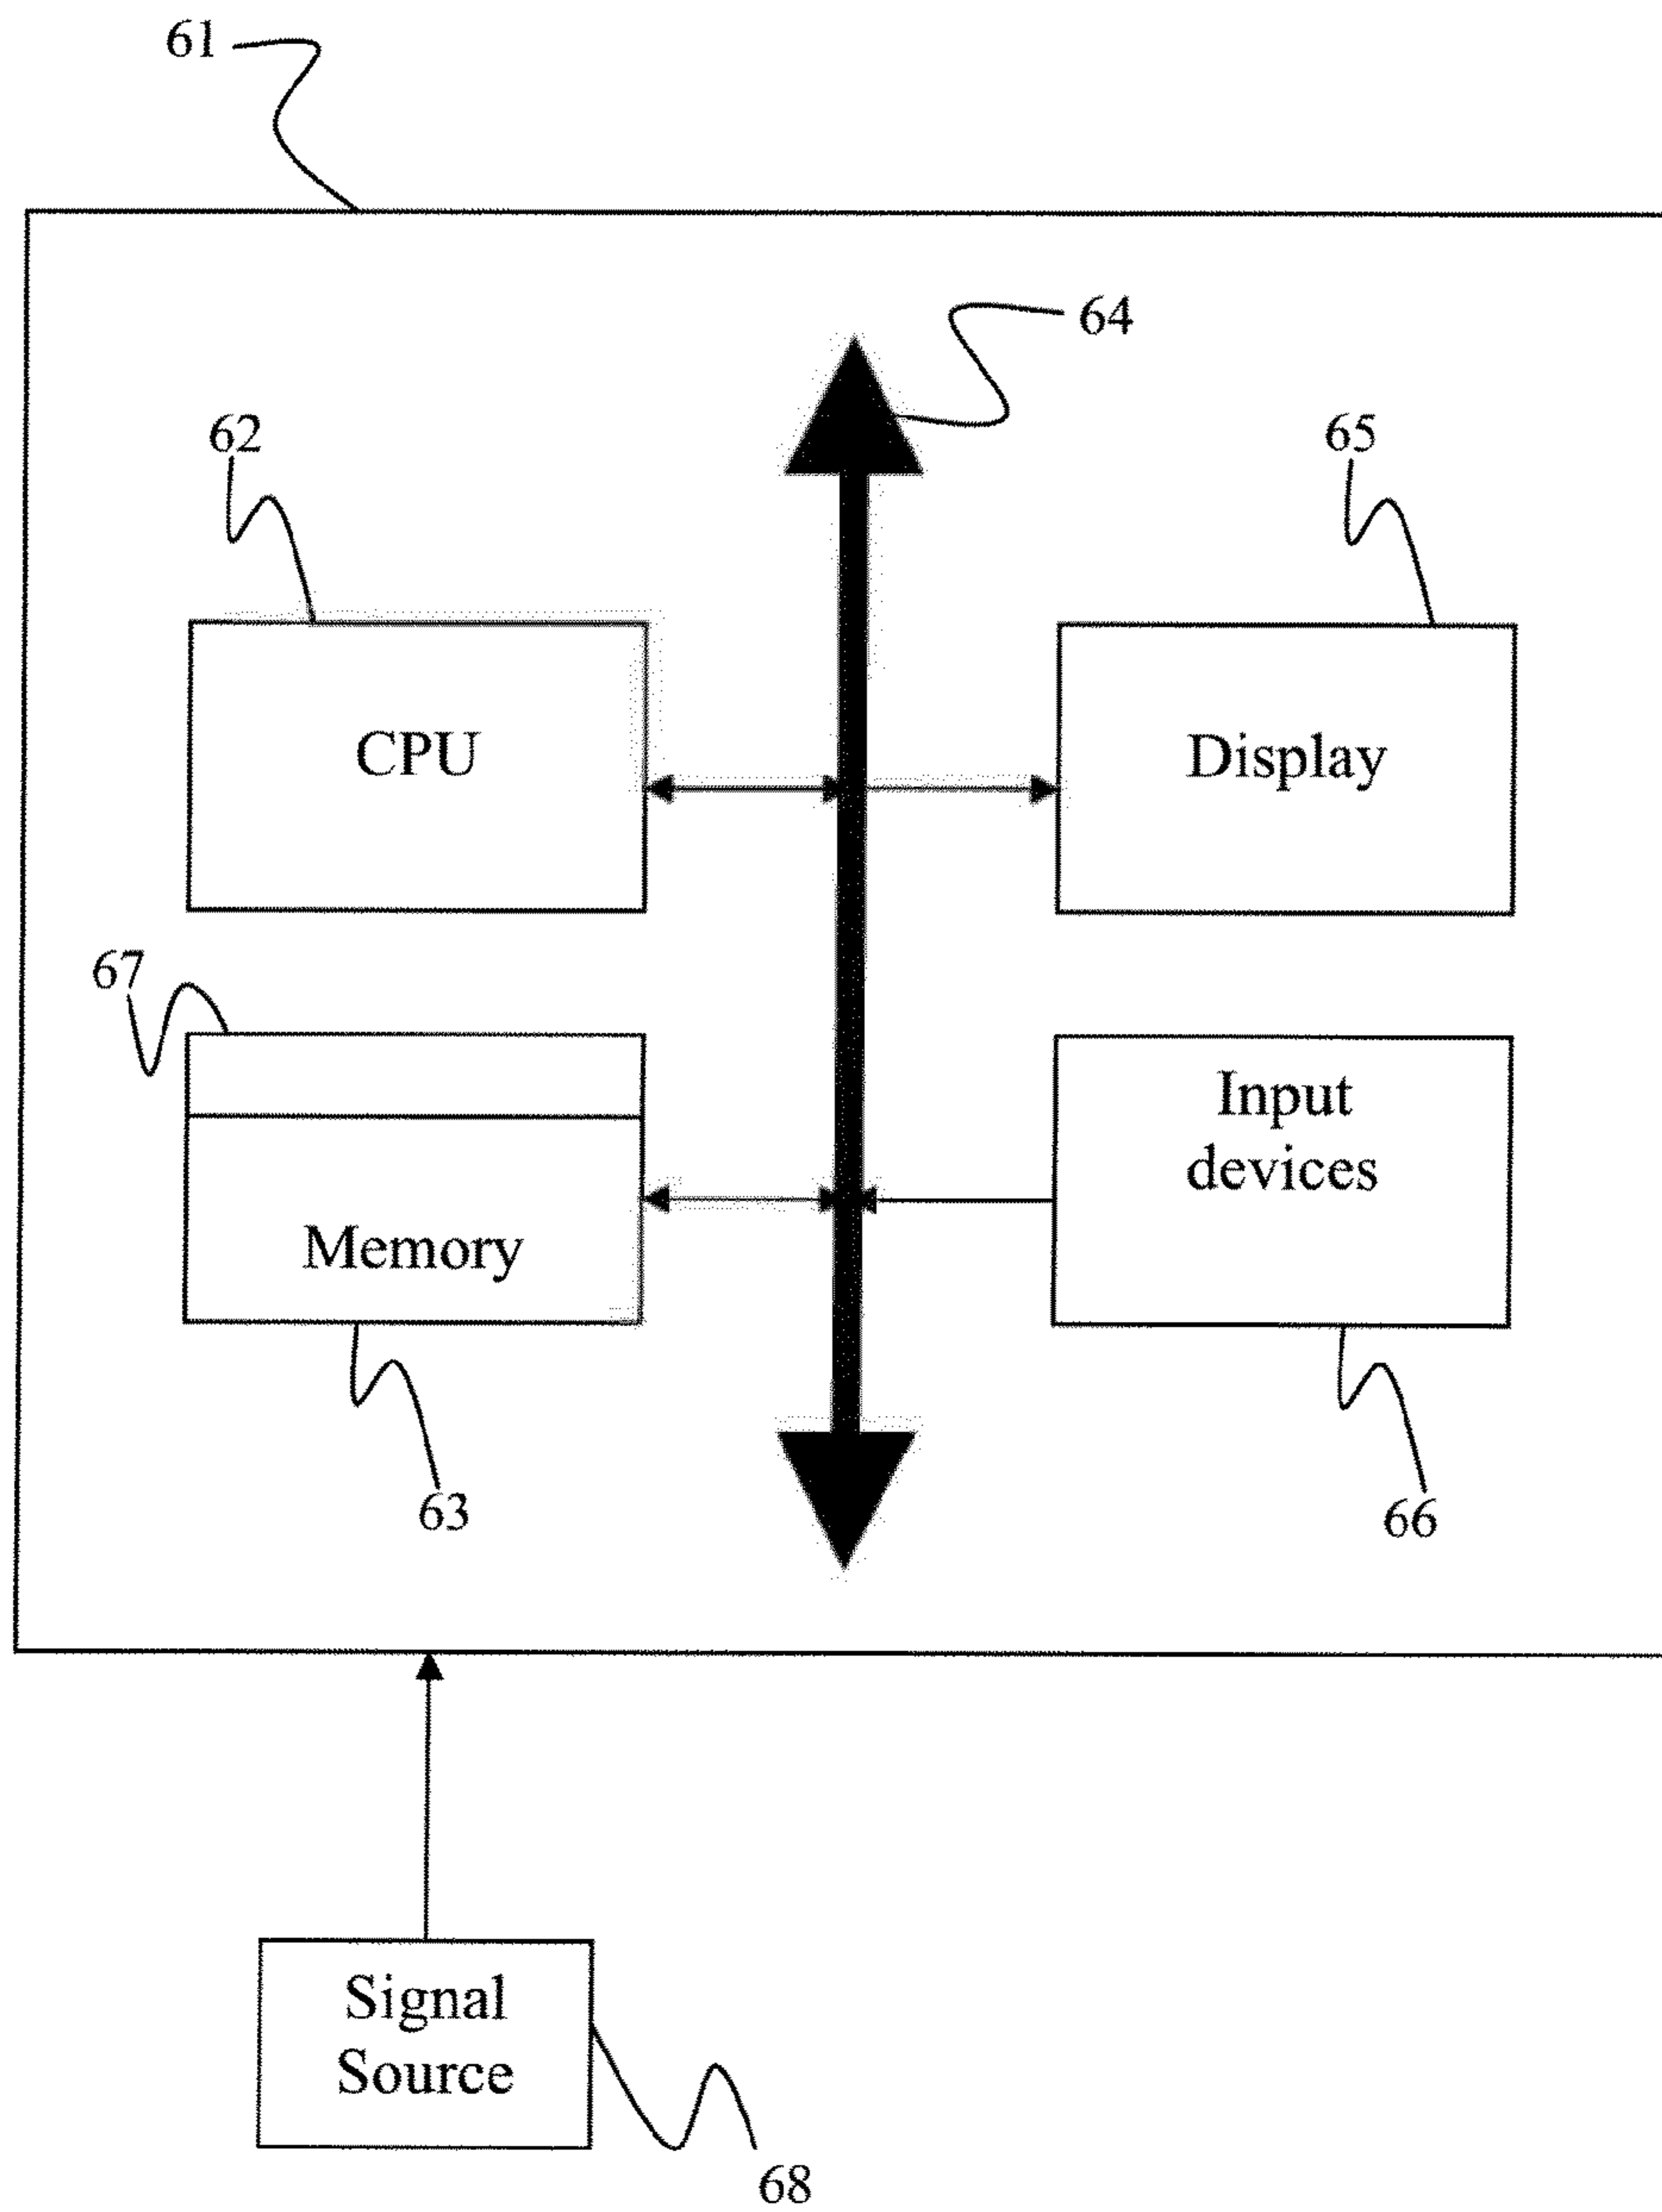 61
64
62
65
CPU
Display
67
Input
devices
Memory
63
66
Signal
Source
68